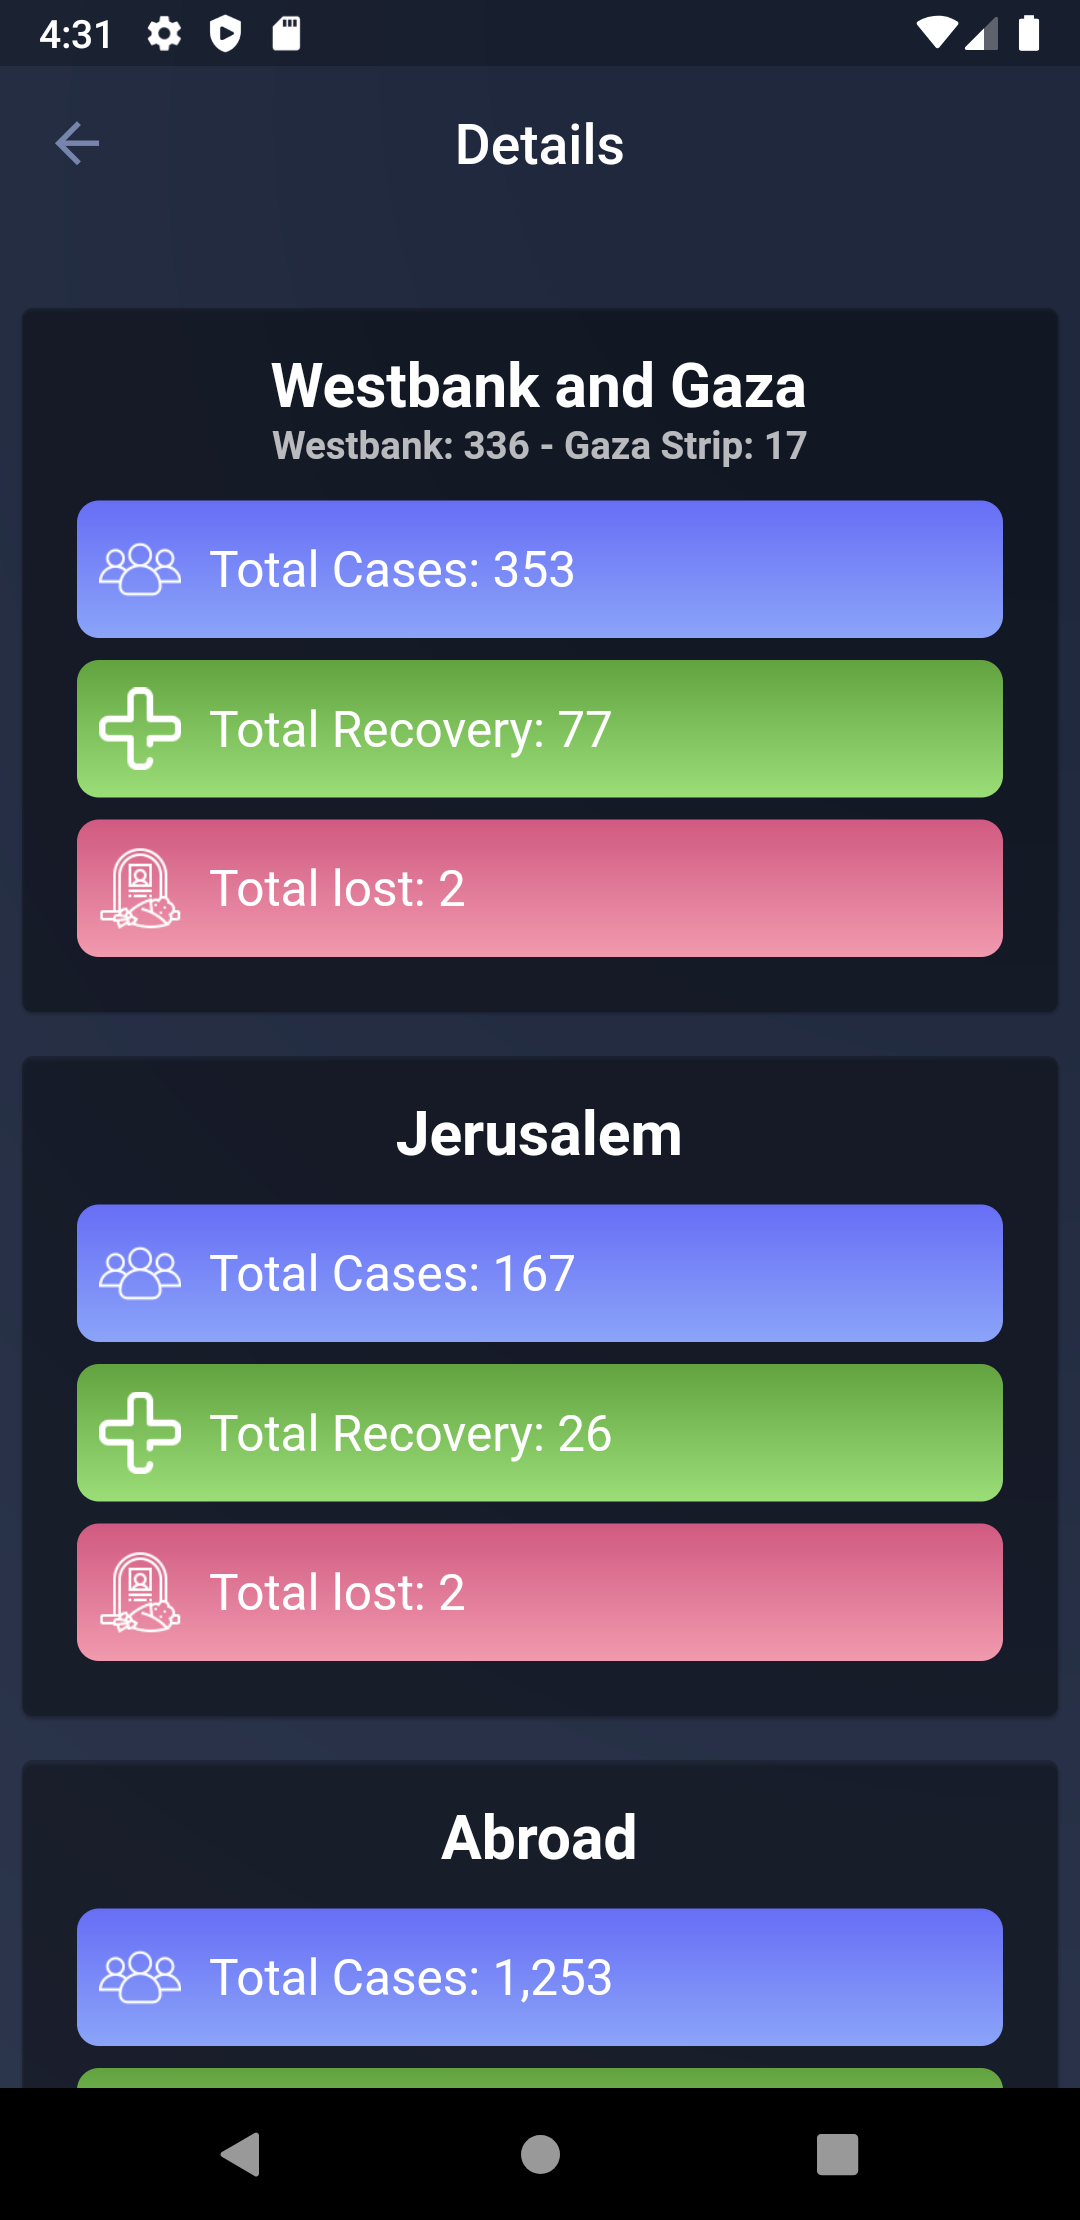 4:31
Details
Westbank and Gaza
Westbank: 336 - Gaza Strip: 17
Total Cases: 353
Total Recovery: 77
Total lost: 2
Jerusalem
Total Cases: 167
Total Recovery: 26
Total lost: 2
Abroad
Total Cases: 1,253